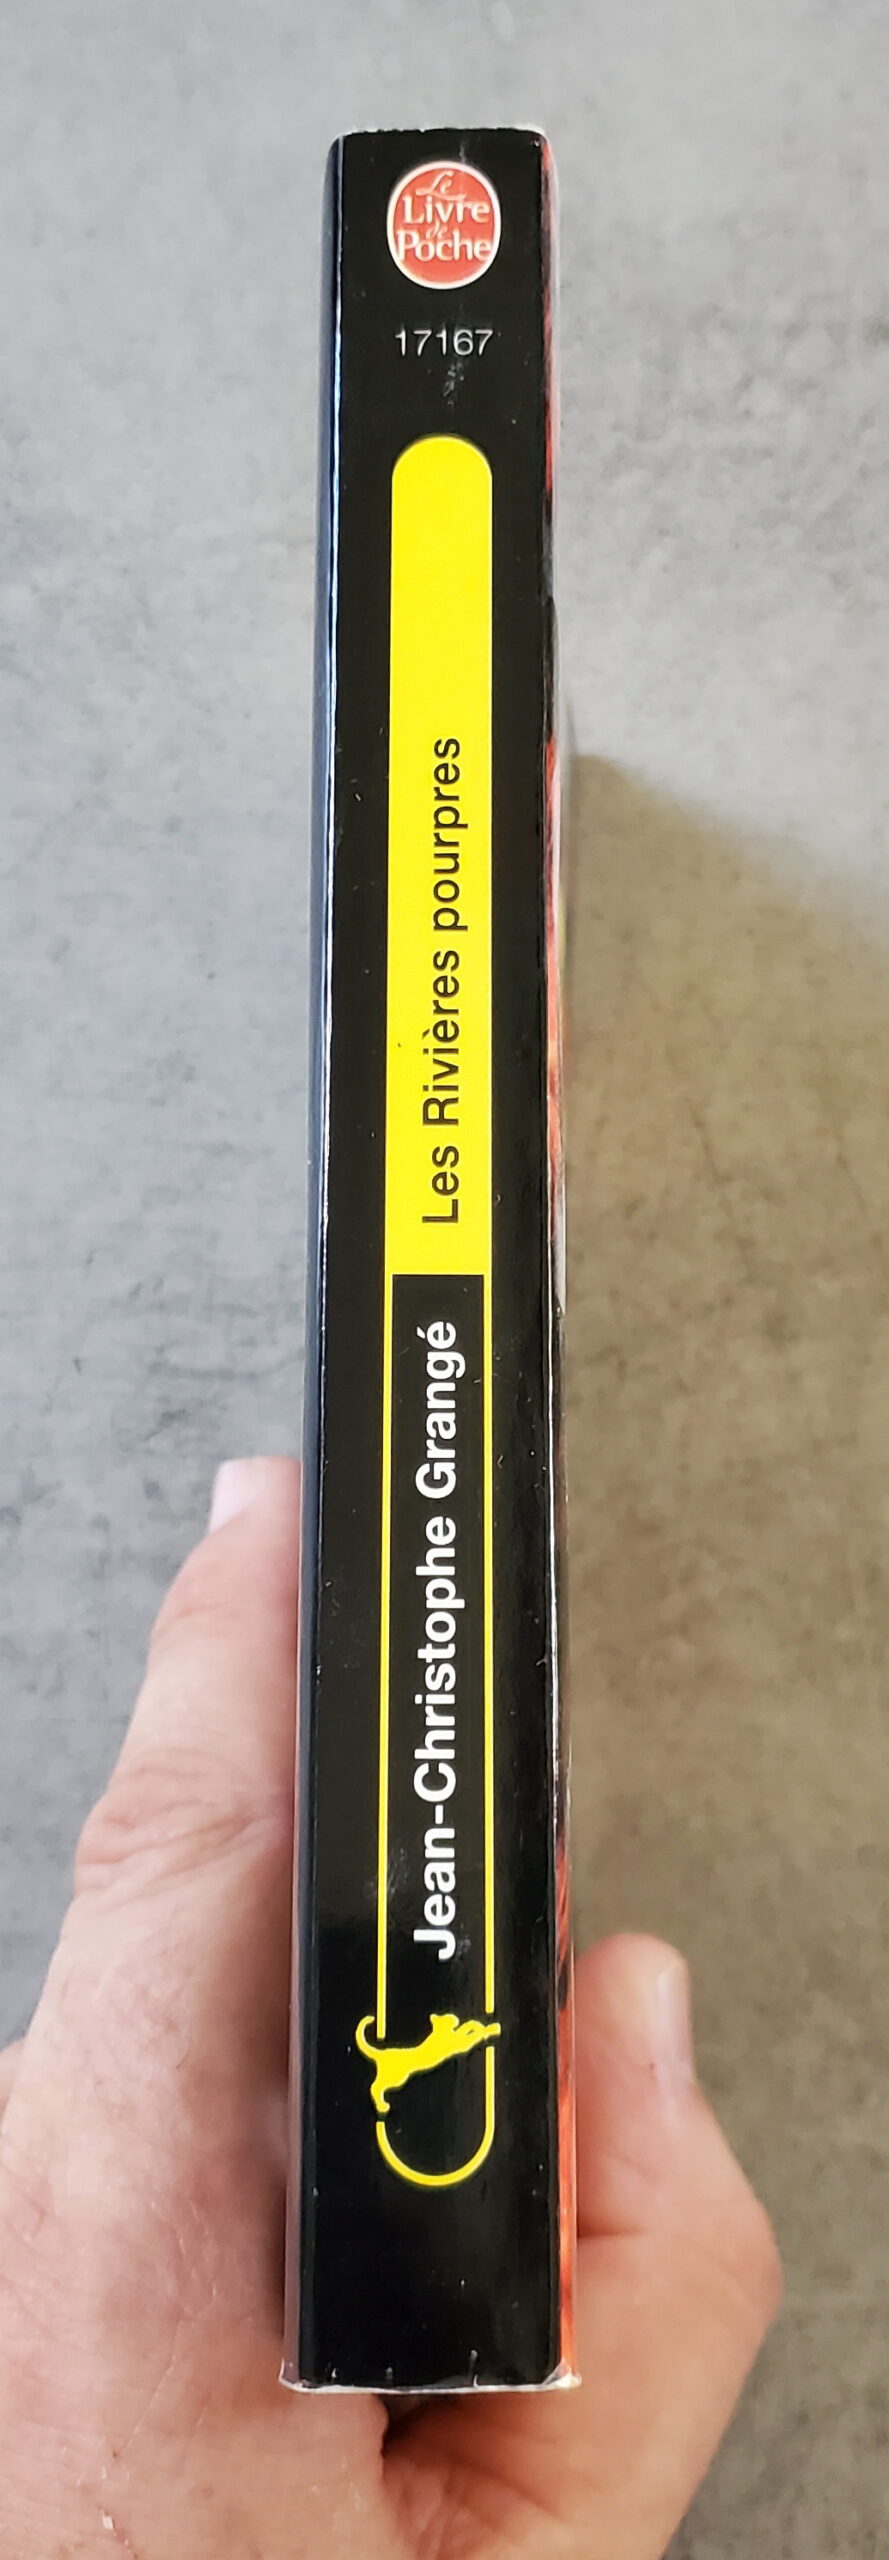 Le
Livre
de
Poche
17167
Jean-Christophe Grangé
Les Rivières pourpres